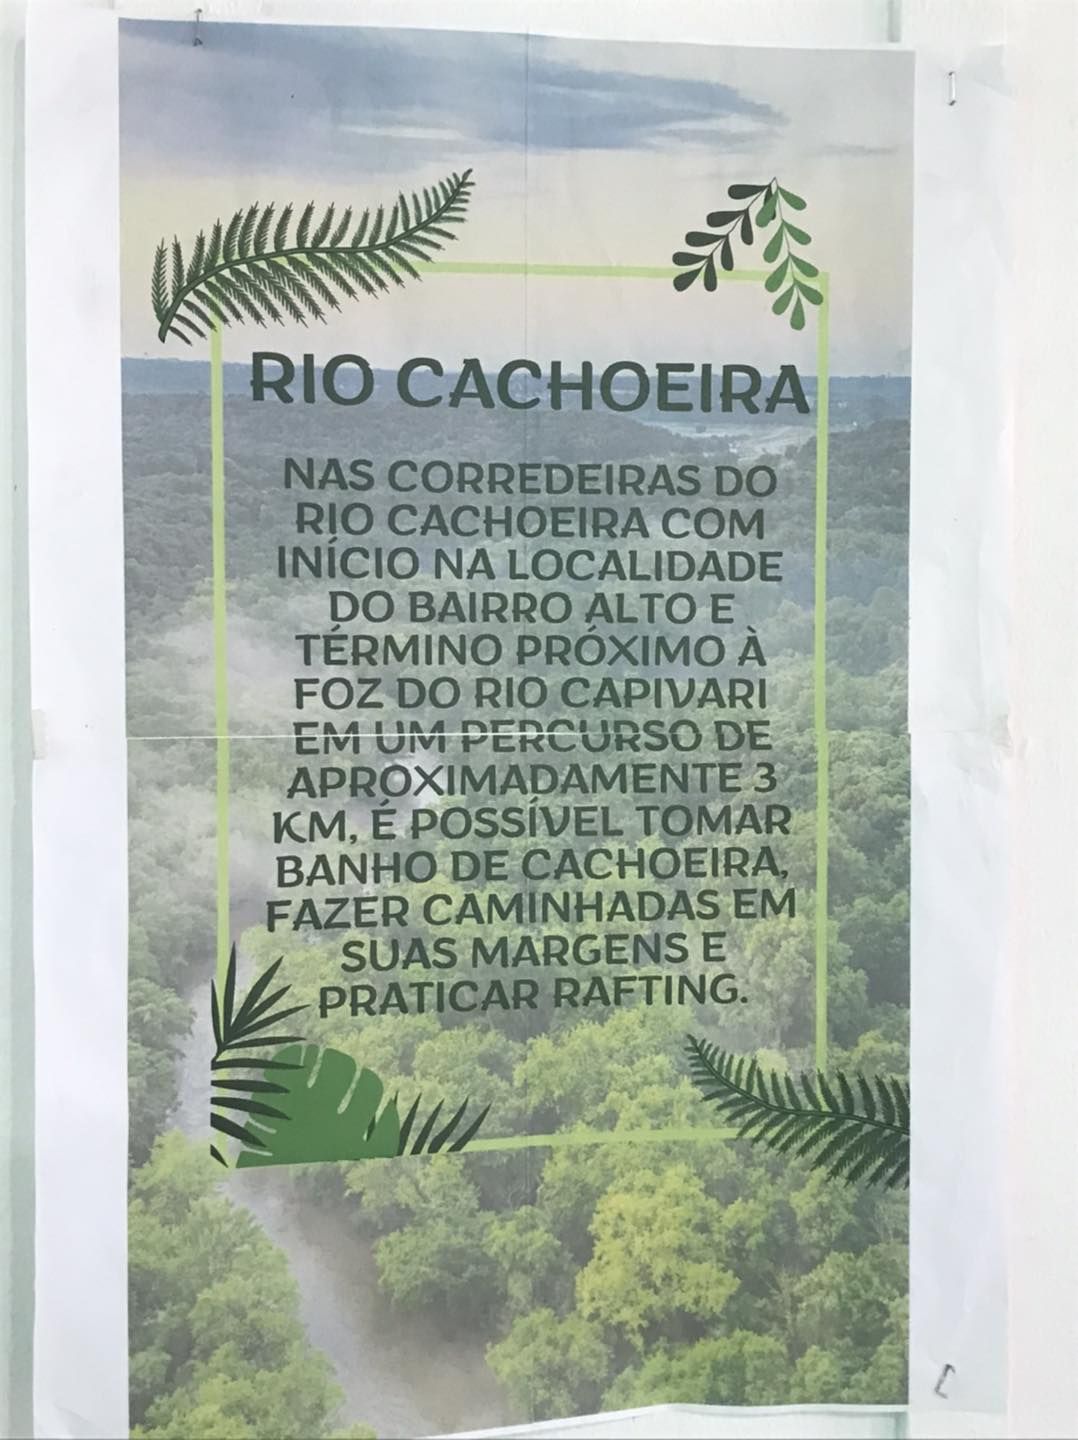 RIO CACHOEIRA
NAS CORREDEIRAS DO
RIO CACHOEIRA COM
INÍCIO NA LOCALIDADE
DO BAIRRO ALTO E
TÉRMINO PRÓXIMO À
FOZ DO RIO CAPIVARI
EM UM PERCURSO DE
APROXIMADAMENTE 3
KM, É POSSÍVEL TOMAR
BANHO DE CACHOEIRA,
FAZER CAMINHADAS EM
SUAS MARGENS E
PRATICAR RAFTING.